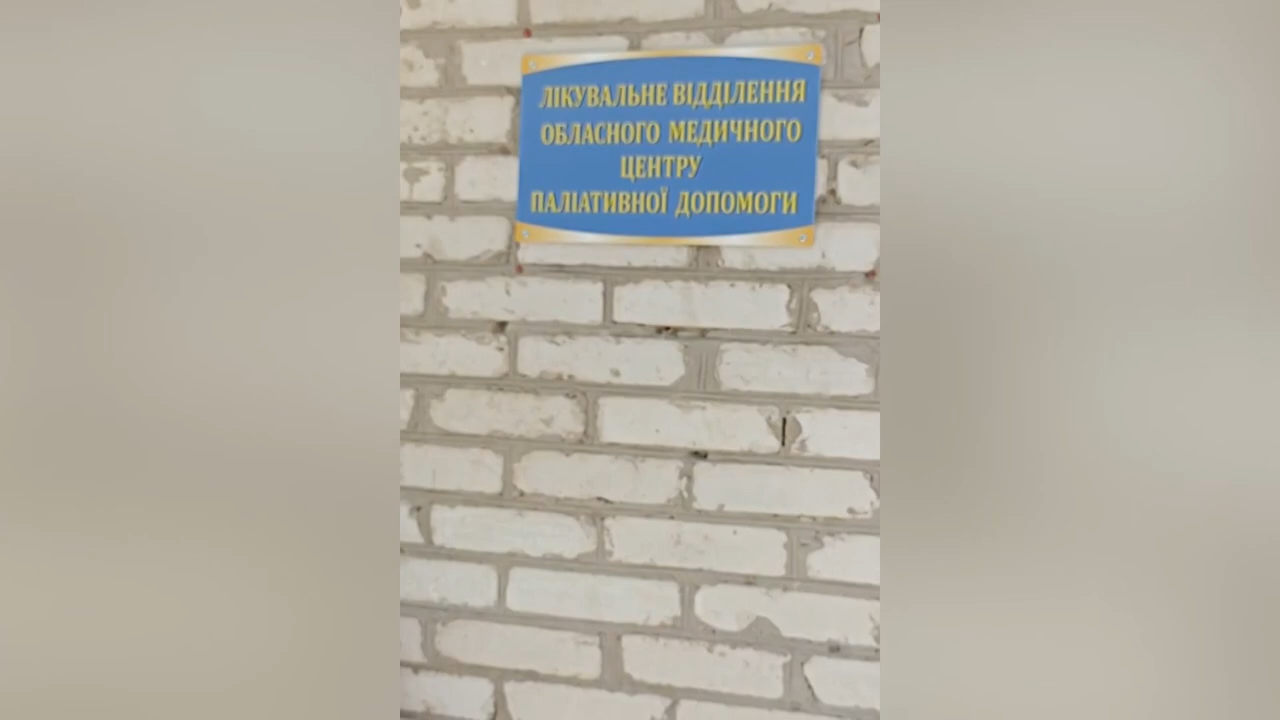 ЛІКУВАЛЬНЕ ВІДДІЛЕННЯ
ОБЛАСНОГО МЕДИЧНОГО
ЦЕНТРУ
ПАЛІАТИВНОЇ ДОПОМОГИ